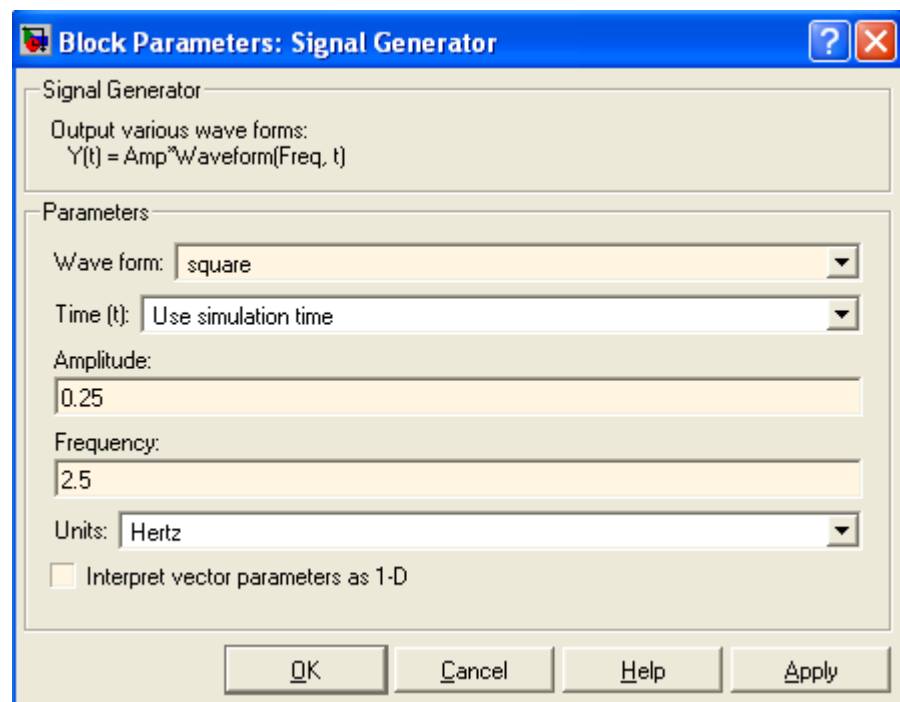 Block Parameters: Signal Generator
Signal Generator
Output various wave forms:
Y(t) = Amp*Waveform(Freq, t)
Parameters
Wave form: square
Time (t): Use simulation time
Amplitude:
0.25
Frequency:
2.5
Units: Hertz
Interpret vector parameters as 1-D
OK Cancel Help Apply